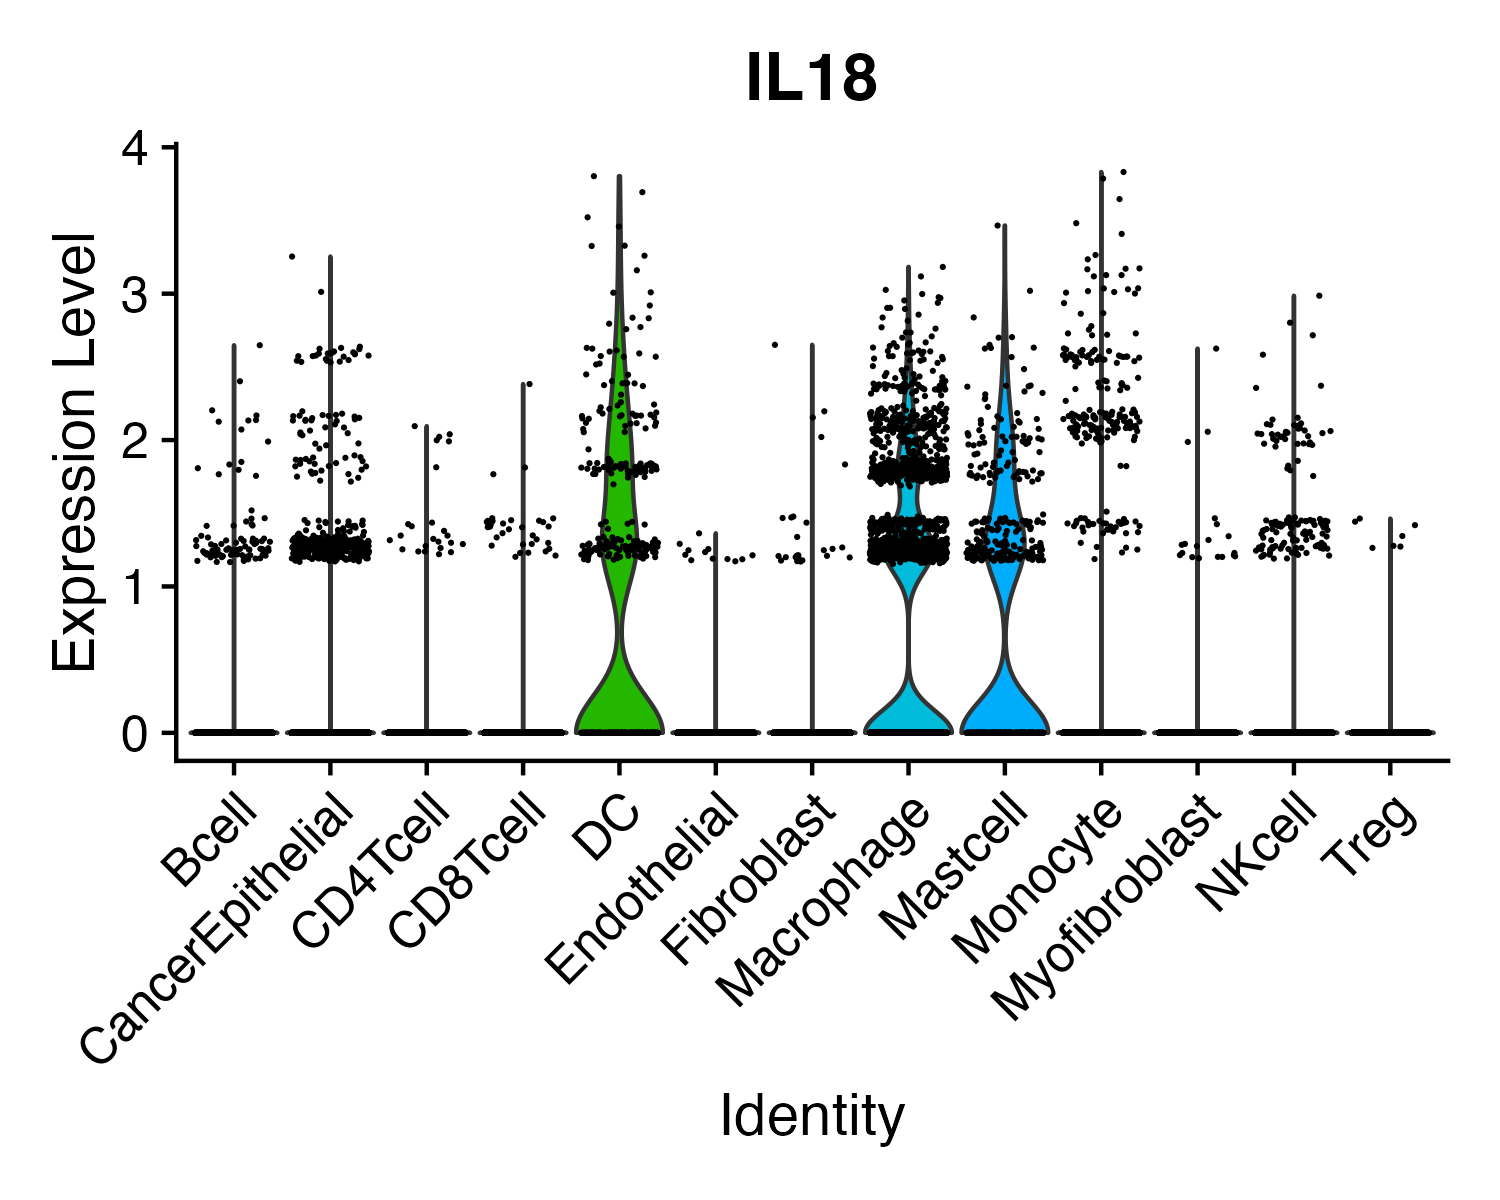 IL18
Expression Level
4
3
2
1
0
Bcell
CancerEpithelial
CD4Tcell
CD8Tcell
DC
Endothelial
Fibroblast
Macrophage
Mastcell
Monocyte
Myofibroblast
NKcell
Treg
Identity